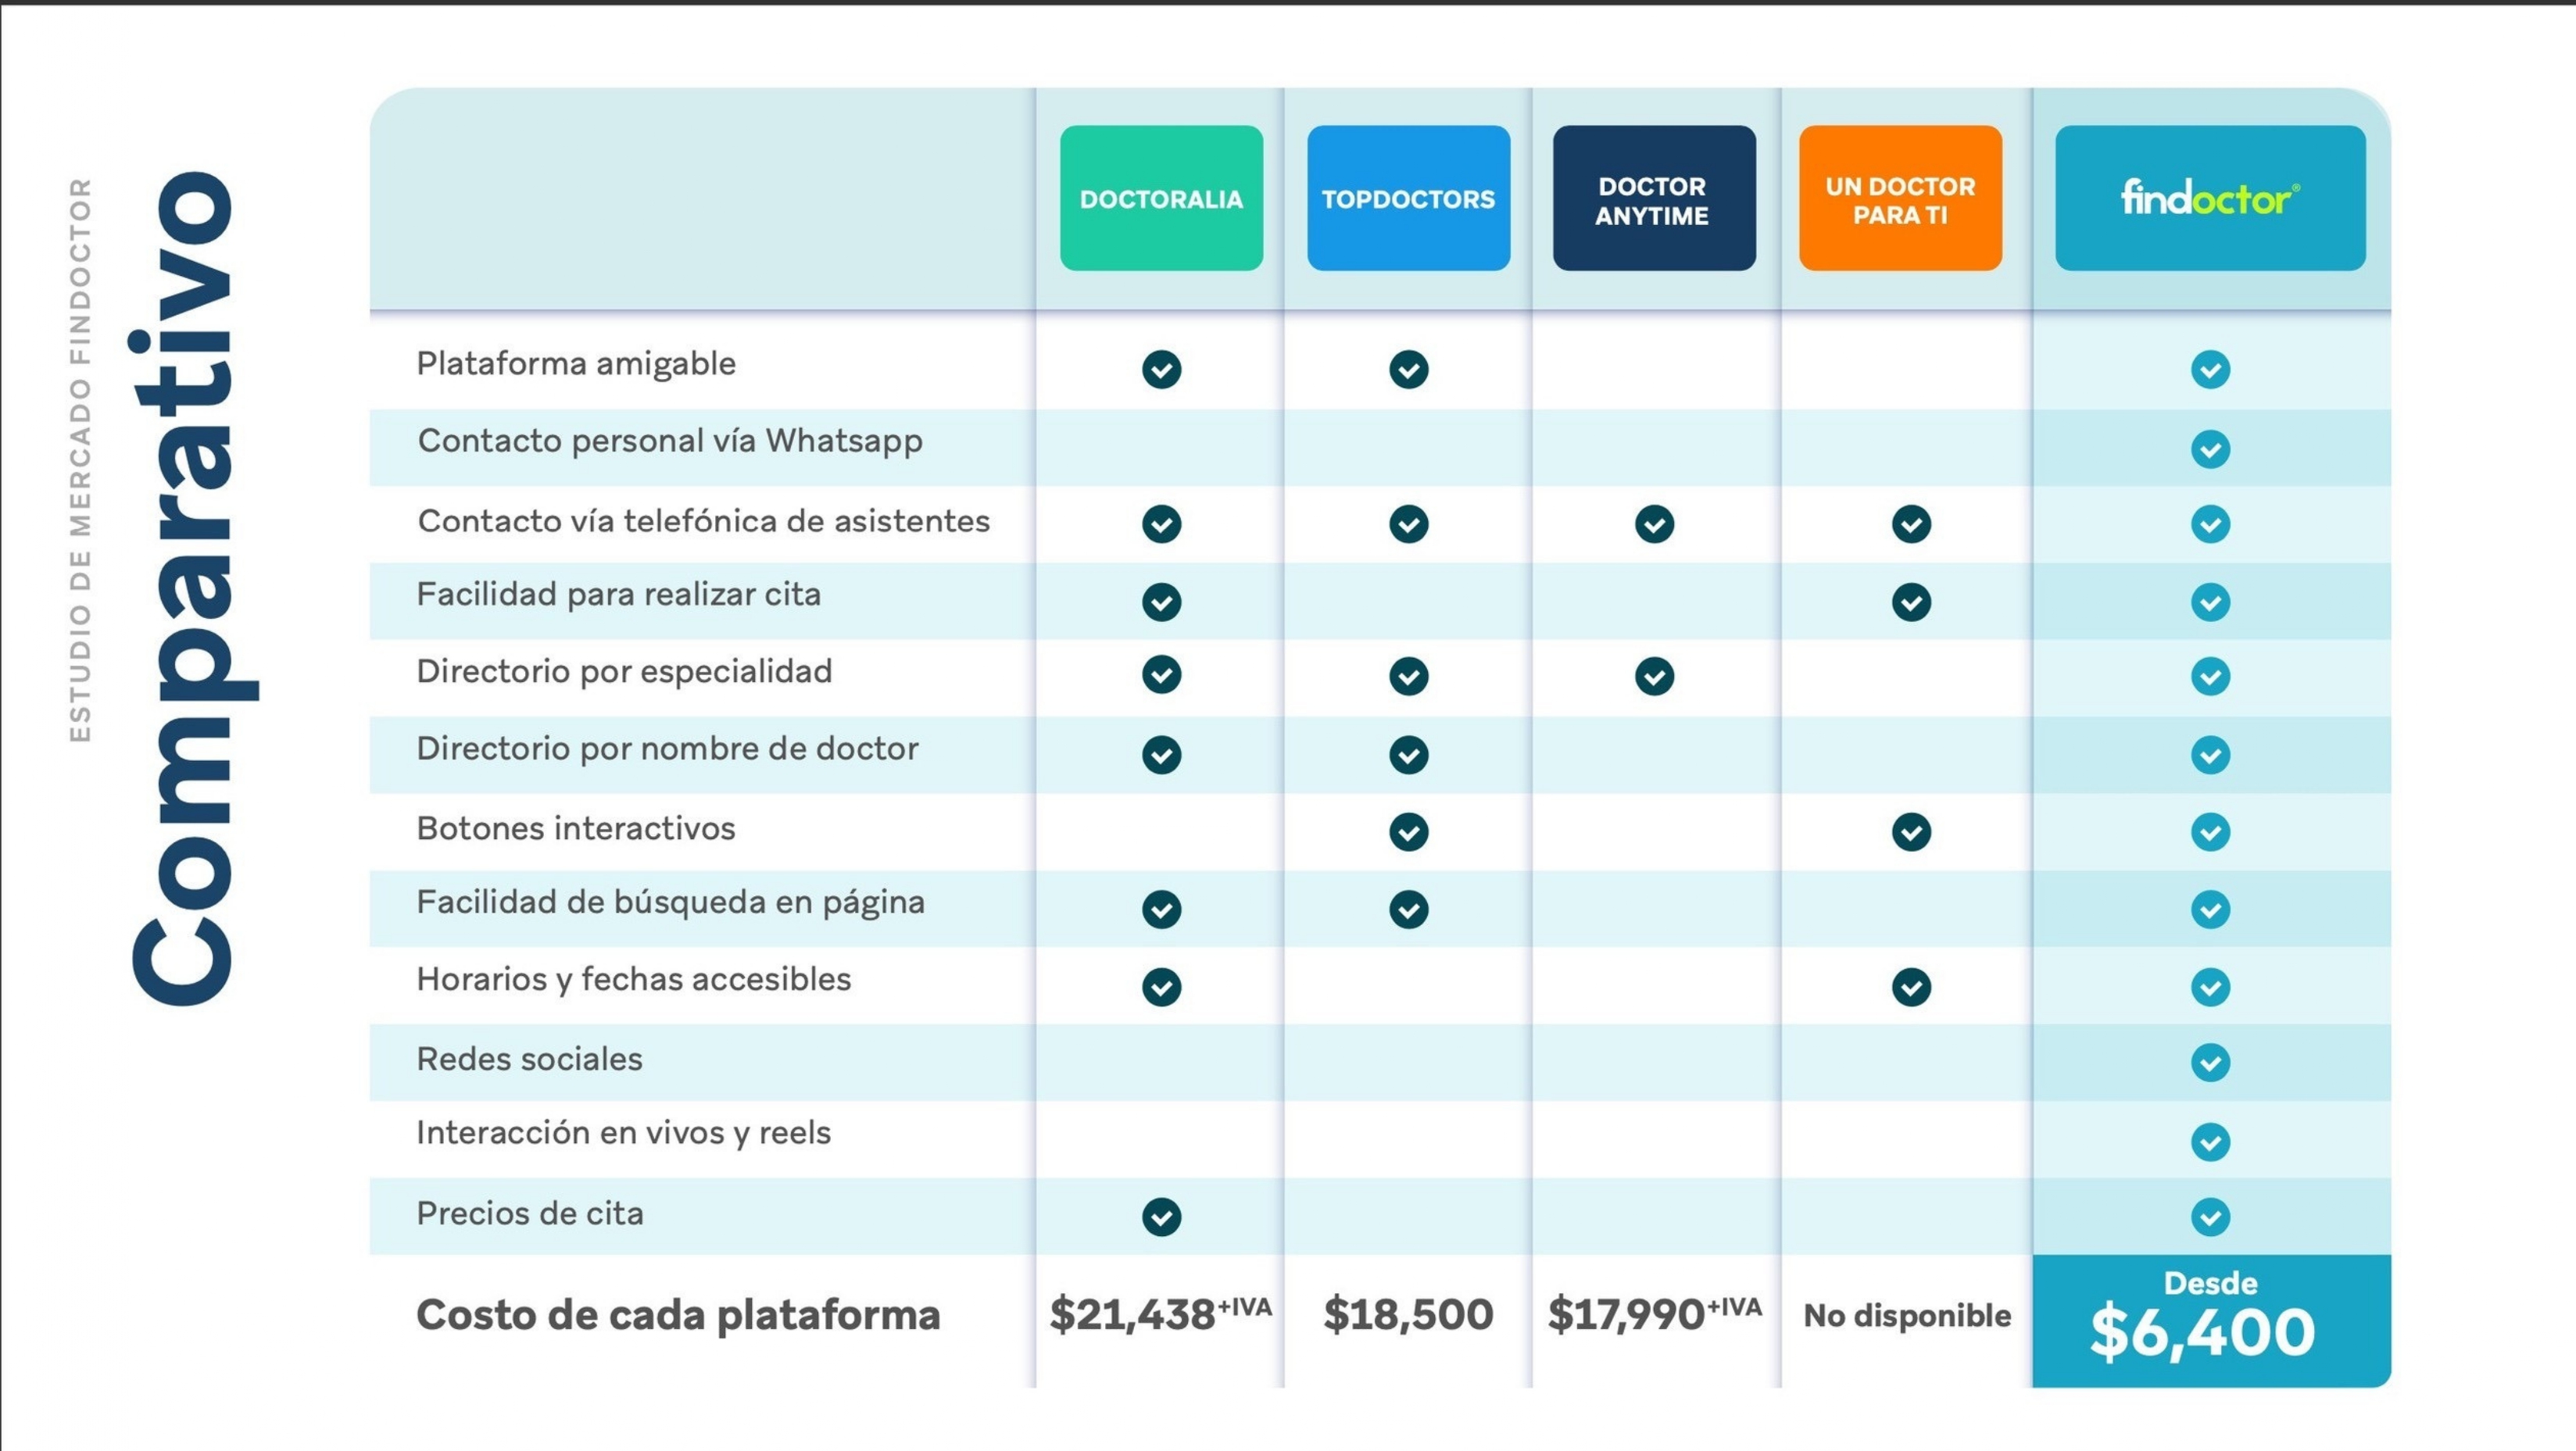 ESTUDIO DE MERCADO FINDOCTOR
Comparativo
DOCTORALIA
TOPDOCTORS
DOCTOR
ANYTIME
UN DOCTOR
PARA TI
findoctor®
Plataforma amigable
Contacto personal vía Whatsapp
Contacto vía telefónica de asistentes
Facilidad para realizar cita
Directorio por especialidad
Directorio por nombre de doctor
Botones interactivos
Facilidad de búsqueda en página
Horarios y fechas accesibles
Redes sociales
Interacción en vivos y reels
Precios de cita
Costo de cada plataforma
$21,438+IVA
$18,500
$17,990+IVA
No disponible
Desde
$6,400